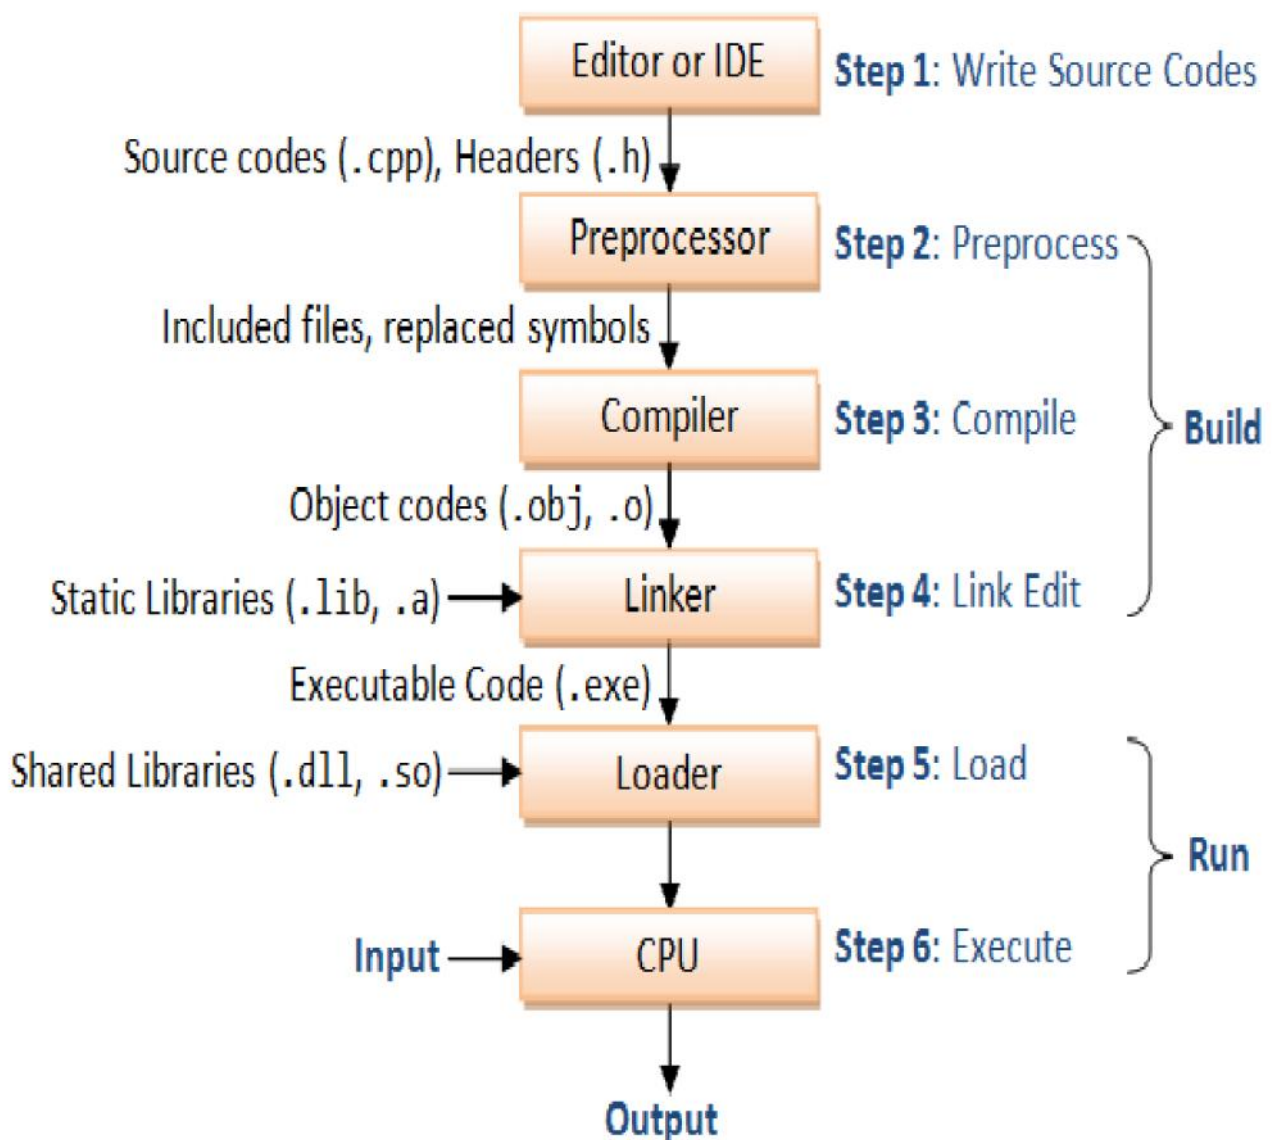 Editor or IDE
Step 1: Write Source Codes
Source codes (.cpp), Headers (.h)
Preprocessor
Step 2: Preprocess
Included files, replaced symbols
Compiler
Step 3: Compile
Build
Object codes (.obj, .o)
Static Libraries (.lib, .a)
Linker
Step 4: Link Edit
Executable Code (.exe)
Shared Libraries (.dll, .so)
Loader
Step 5: Load
Run
Input
CPU
Step 6: Execute
Output